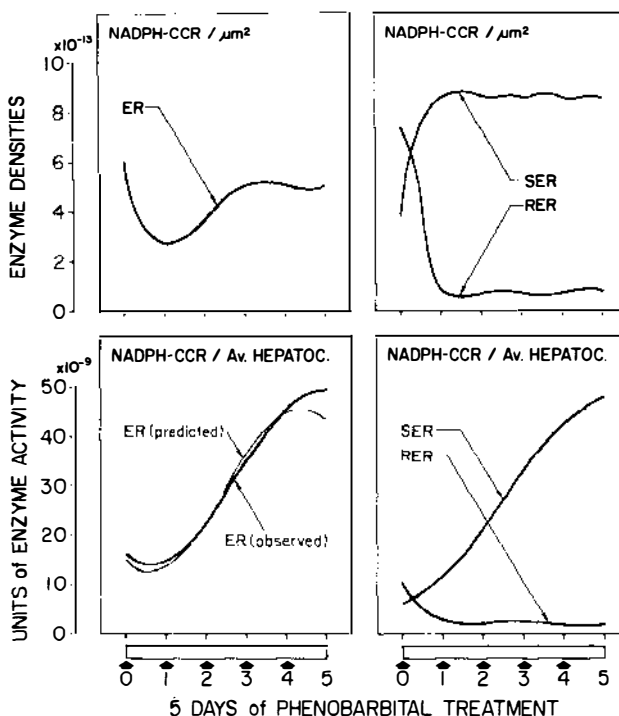 NADPH-CCR / μm²
NADPH-CCR / μm²
×10⁻¹³
10
8
6
4
2
0
ENZYME DENSITIES
ER
SER
RER
NADPH-CCR / Av. HEPATOC.
NADPH-CCR / Av. HEPATOC.
×10⁻⁹
50
40
30
20
10
0
UNITS of ENZYME ACTIVITY
ER (predicted)
ER (observed)
SER
RER
0 1 2 3 4 5
0 1 2 3 4 5
5 DAYS of PHENOBARBITAL TREATMENT